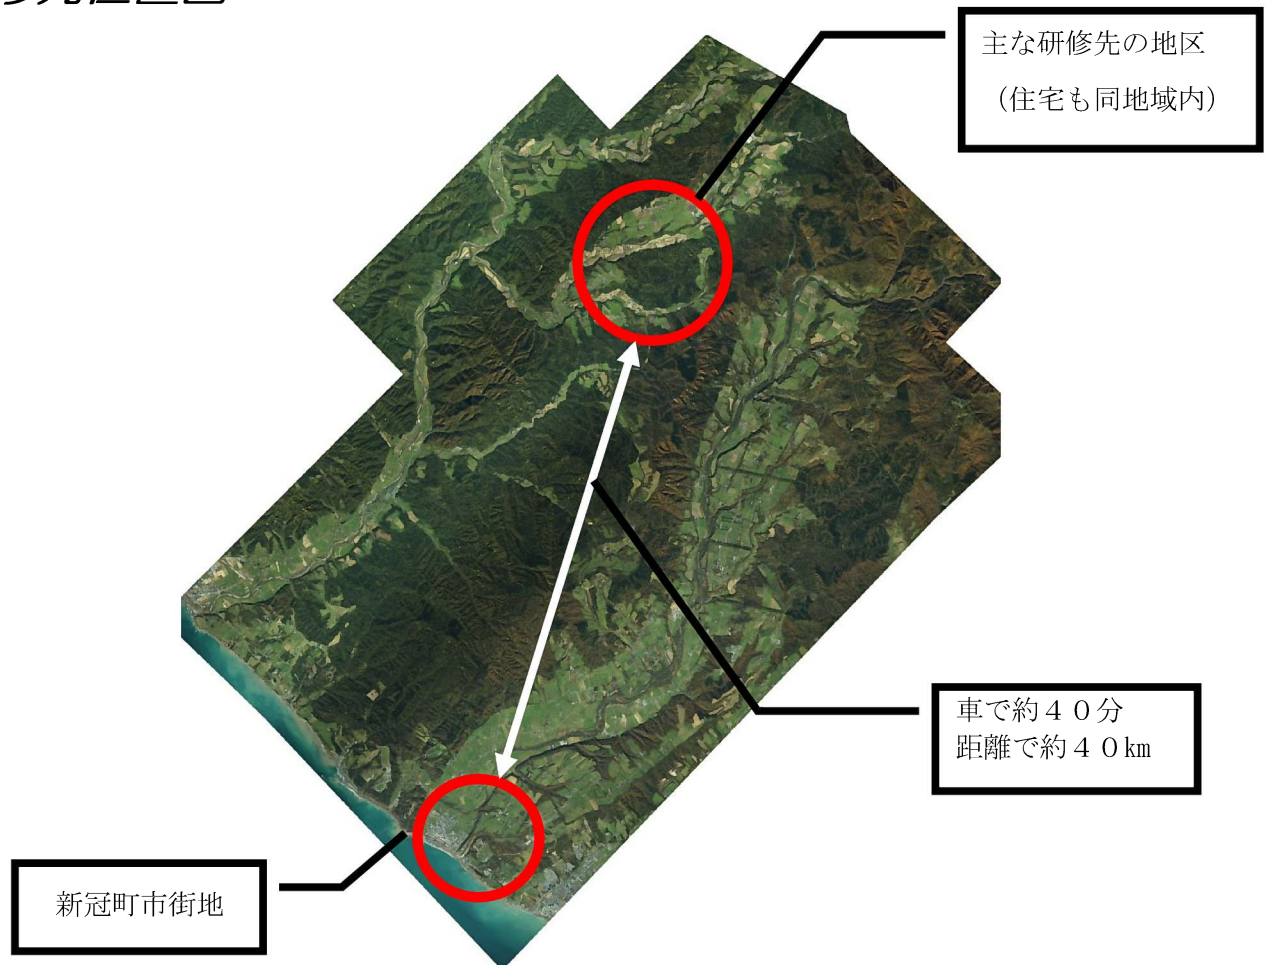 主な研修先の地区
（住宅も同地域内）
車で約４０分
距離で約４０㎞
新冠町市街地